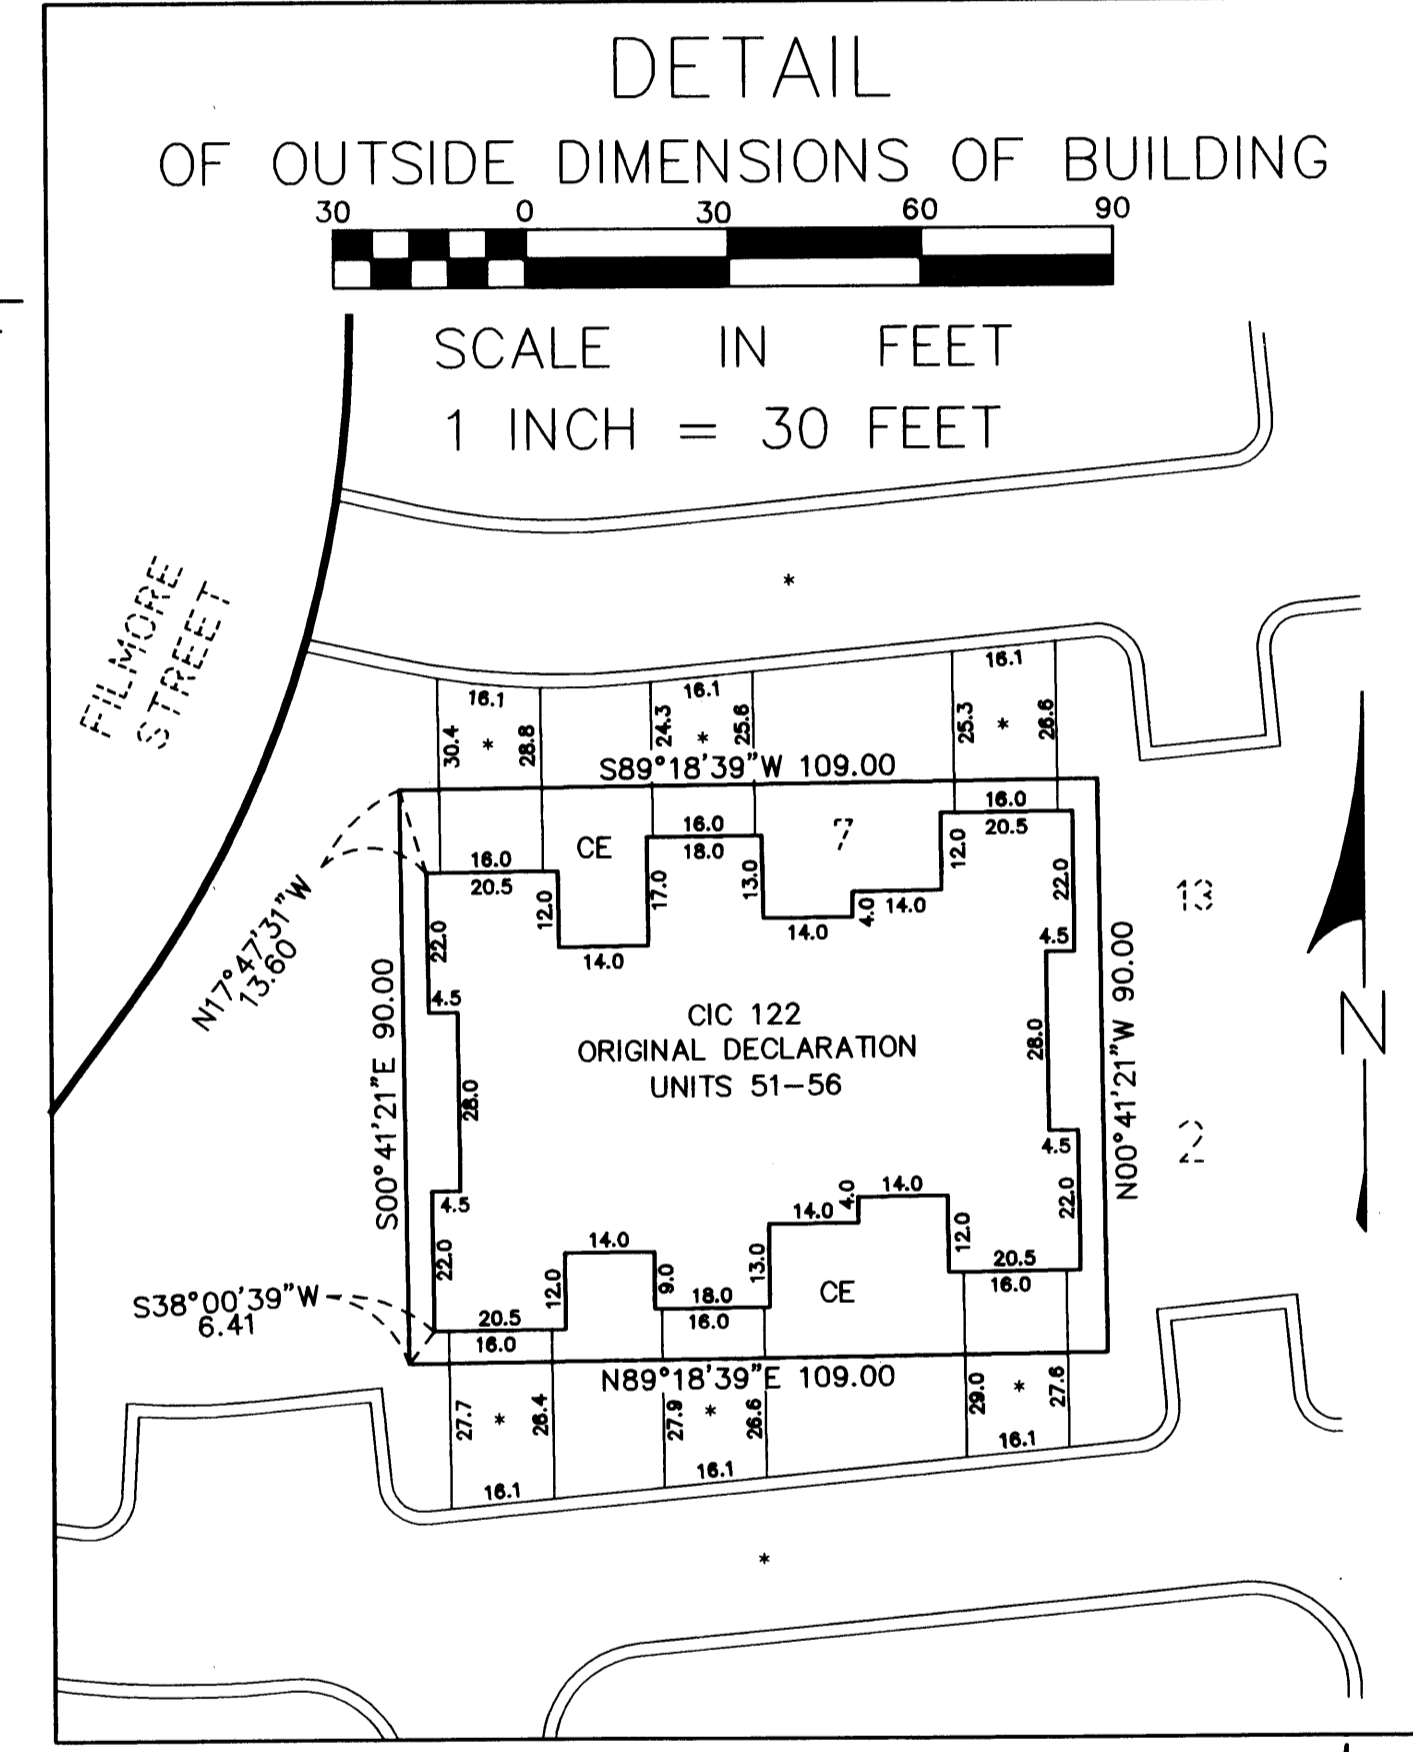 DETAIL
OF OUTSIDE DIMENSIONS OF BUILDING
30 0 30 60 90
SCALE IN FEET
1 INCH = 30 FEET
FILMORE
STREET
*
16.1
30.4 * 28.8
16.1
24.3 * 25.6
16.1
25.3 * 26.6
S89°18'39"W 109.00
16.0
20.5
CE
16.0
18.0
7
16.0
20.5
12.0
17.0
13.0
12.0
22.0
22.0
14.0
14.0
4.0
14.0
4.5
4.5
13
N17°47'31"W
13.60
S00°41'21"E 90.00
28.0
CIC 122
ORIGINAL DECLARATION
UNITS 51-56
28.0
N00°41'21"W 90.00
N
2
4.5
4.5
22.0
22.0
14.0
14.0
4.0
14.0
12.0
9.0
13.0
12.0
S38°00'39"W
6.41
20.5
16.0
18.0
16.0
CE
20.5
16.0
N89°18'39"E 109.00
27.7 * 26.4
16.1
27.9 * 26.6
16.1
29.0 * 27.6
16.1
*